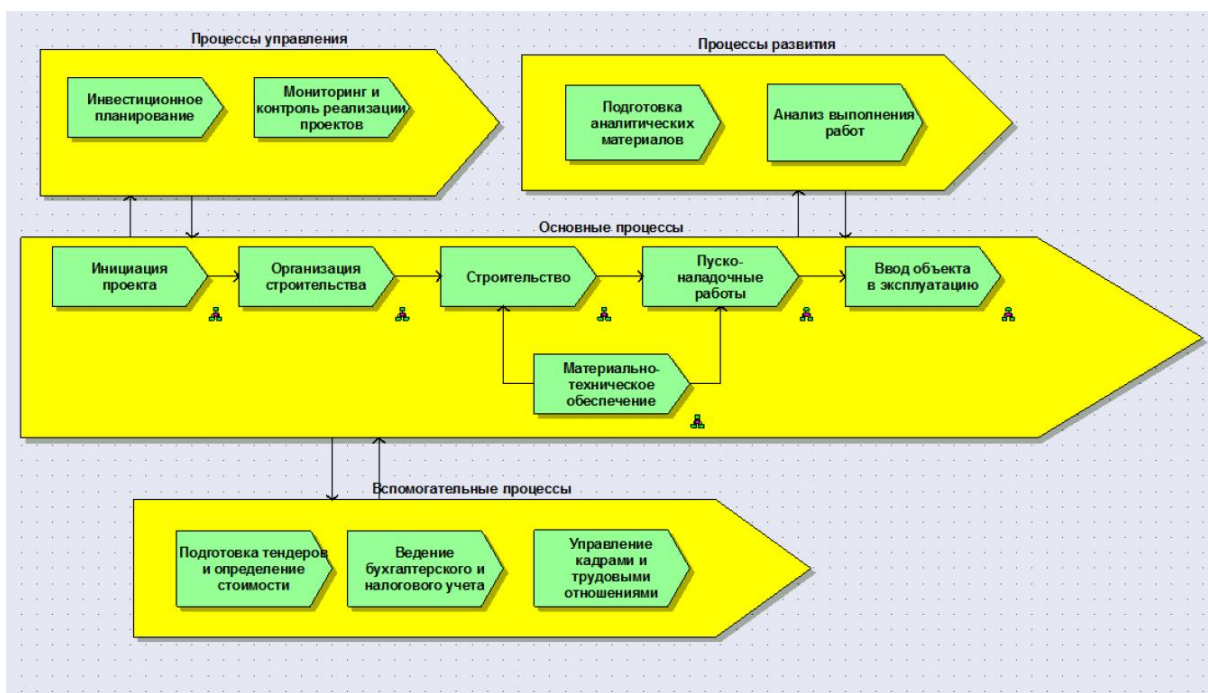 Процессы управления
Инвестиционное
планирование
Мониторинг и
контроль реализации
проектов
Процессы развития
Подготовка
аналитических
материалов
Анализ выполнения
работ
Основные процессы
Инициация
проекта
Организация
строительства
Строительство
Пуско-
наладочные
работы
Ввод объекта
в эксплуатацию
Материально-
техническое
обеспечение
Вспомогательные процессы
Подготовка тендеров
и определение
стоимости
Ведение
бухгалтерского и
налогового учета
Управление
кадрами и
трудовыми
отношениями